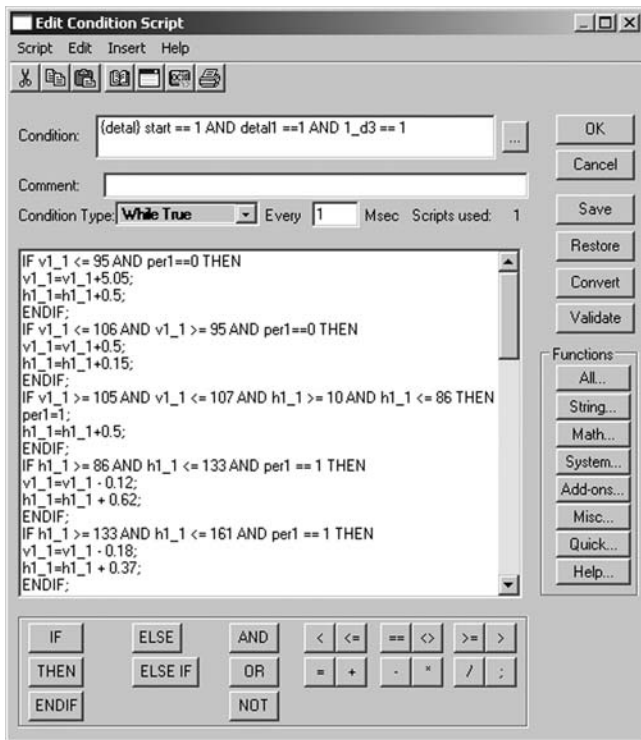 Edit Condition Script
Script Edit Insert Help
Condition: {detal} start == 1 AND detal1 ==1 AND 1_d3 == 1
...
OK
Cancel
Comment:
Condition Type: While True Every 1 Msec Scripts used: 1
Save
Restore
Convert
Validate
IF v1_1 <= 95 AND per1==0 THEN
v1_1=v1_1+5.05;
h1_1=h1_1+0.5;
ENDIF;
IF v1_1 <= 106 AND v1_1 >= 95 AND per1==0 THEN
v1_1=v1_1+0.5;
h1_1=h1_1+0.15;
ENDIF;
IF v1_1 >= 105 AND v1_1 <= 107 AND h1_1 >= 10 AND h1_1 <= 86 THEN
per1=1;
h1_1=h1_1+0.5;
ENDIF;
IF h1_1 >= 86 AND h1_1 <= 133 AND per1 == 1 THEN
v1_1=v1_1 - 0.12;
h1_1=h1_1 + 0.62;
ENDIF;
IF h1_1 >= 133 AND h1_1 <= 161 AND per1 == 1 THEN
v1_1=v1_1 - 0.18;
h1_1=h1_1 + 0.37;
ENDIF;
Functions
All...
String...
Math...
System...
Add-ons...
Misc...
Quick...
Help...
IF ELSE AND < <= == <> >= >
THEN ELSE IF OR = + - * / ;
ENDIF NOT